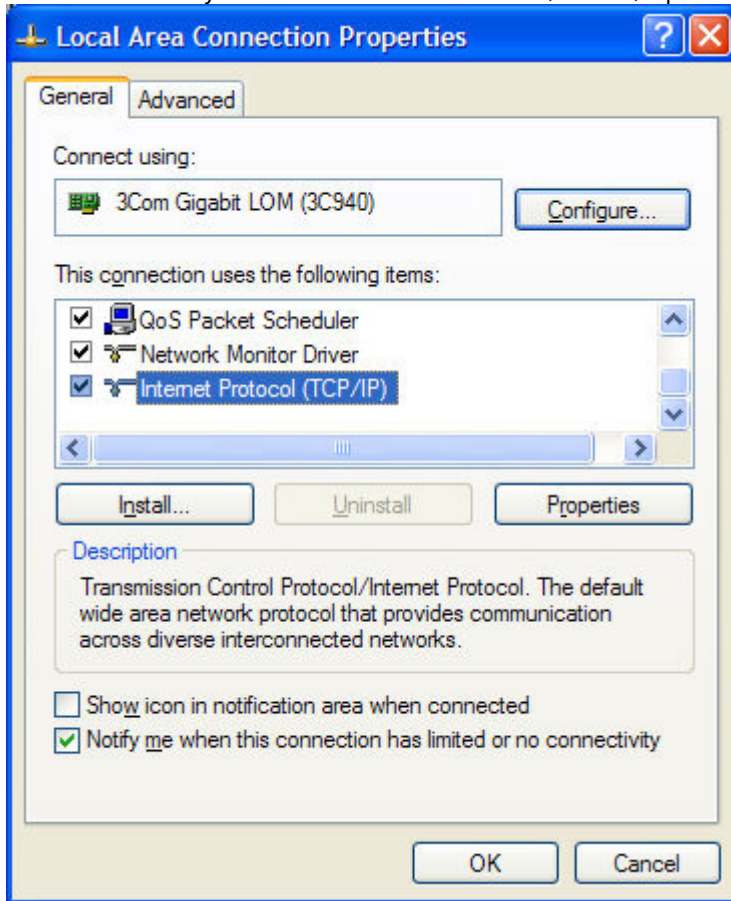 Local Area Connection Properties
General
Advanced
Connect using:
3Com Gigabit LOM (3C940)
Configure...
This connection uses the following items:
QoS Packet Scheduler
Network Monitor Driver
Internet Protocol (TCP/IP)
Install...
Uninstall
Properties
Description
Transmission Control Protocol/Internet Protocol. The default
wide area network protocol that provides communication
across diverse interconnected networks.
Show icon in notification area when connected
Notify me when this connection has limited or no connectivity
OK
Cancel